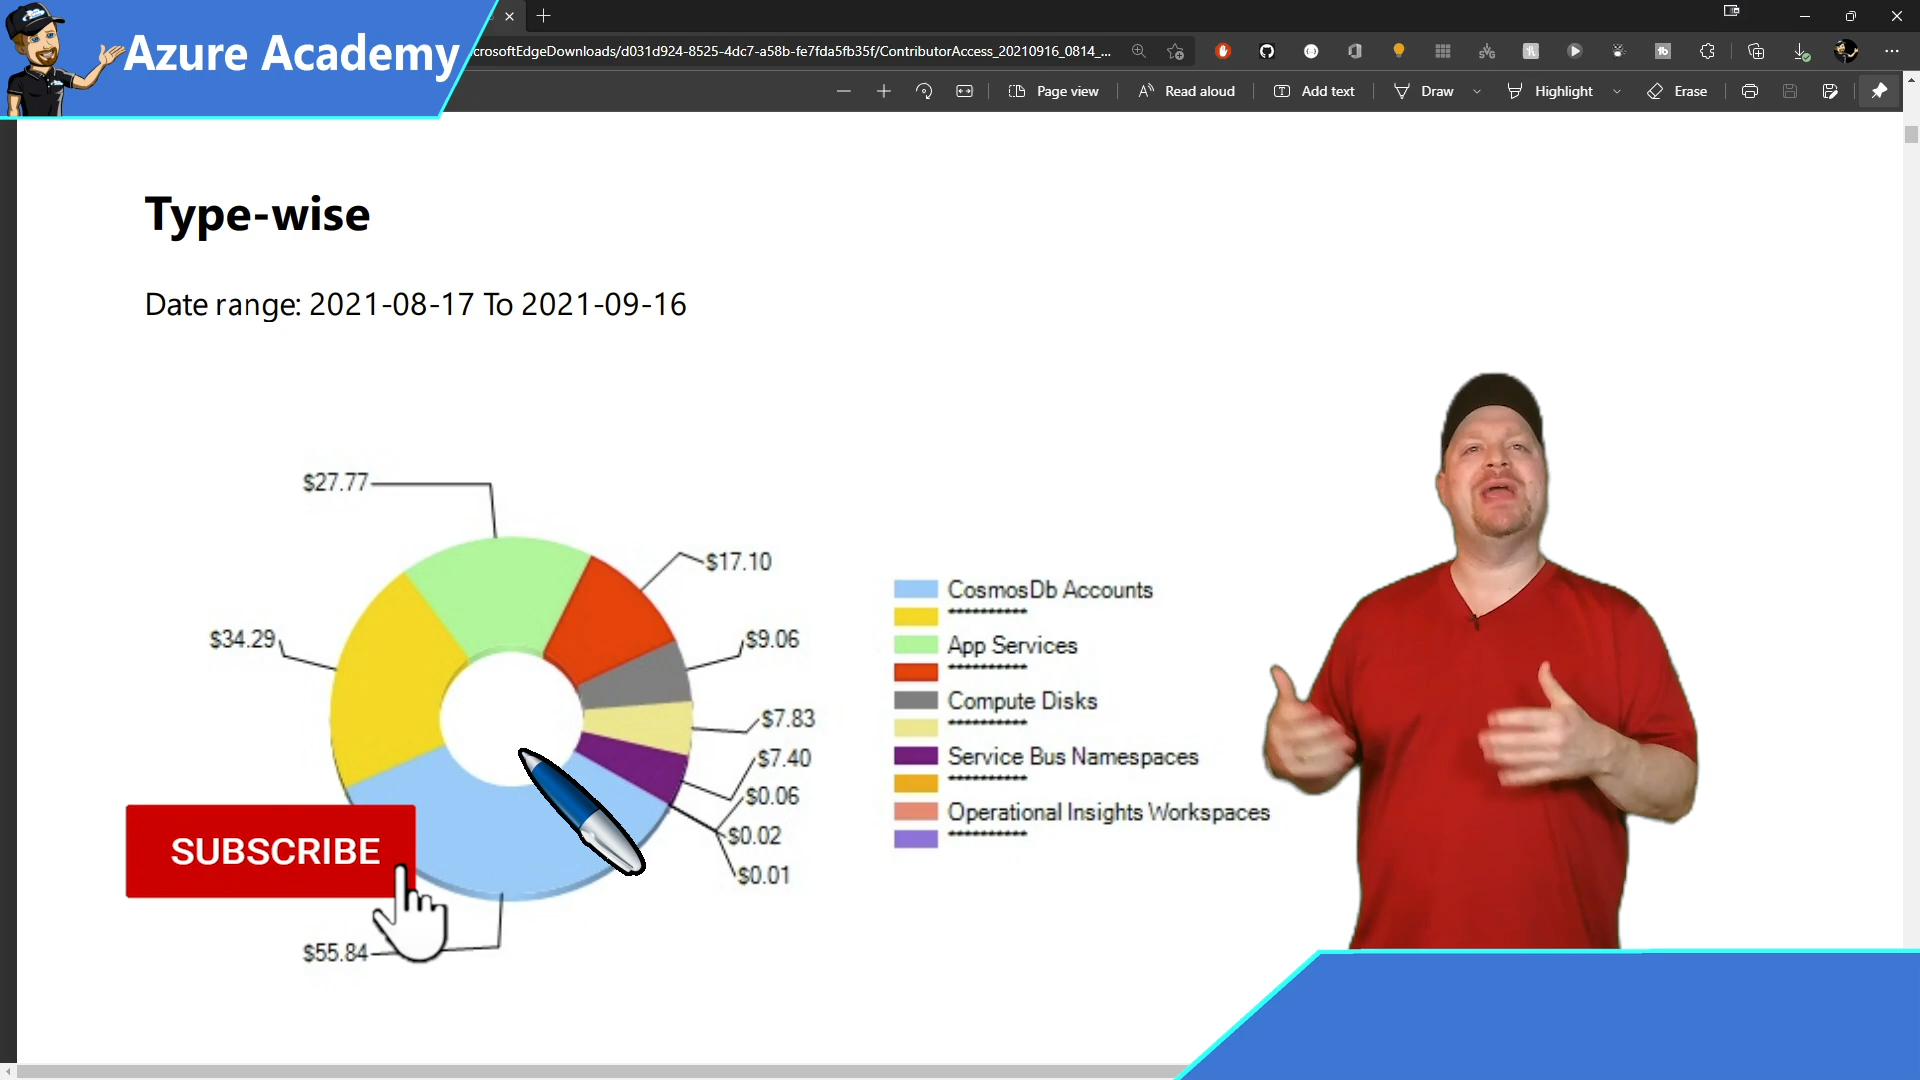 Azure Academy
crosoftEdgeDownloads/d031d924-8525-4dc7-a58b-fe7fda5fb35f/ContributorAccess_20210916_0814_...
Page view
Read aloud
Add text
Draw
Highlight
Erase
Type-wise
Date range: 2021-08-17 To 2021-09-16
$27.77
$17.10
$34.29
$9.06
$7.83
$7.40
$0.06
$0.02
$0.01
$55.84
CosmosDb Accounts
**********
App Services
**********
Compute Disks
**********
Service Bus Namespaces
**********
Operational Insights Workspaces
**********
SUBSCRIBE